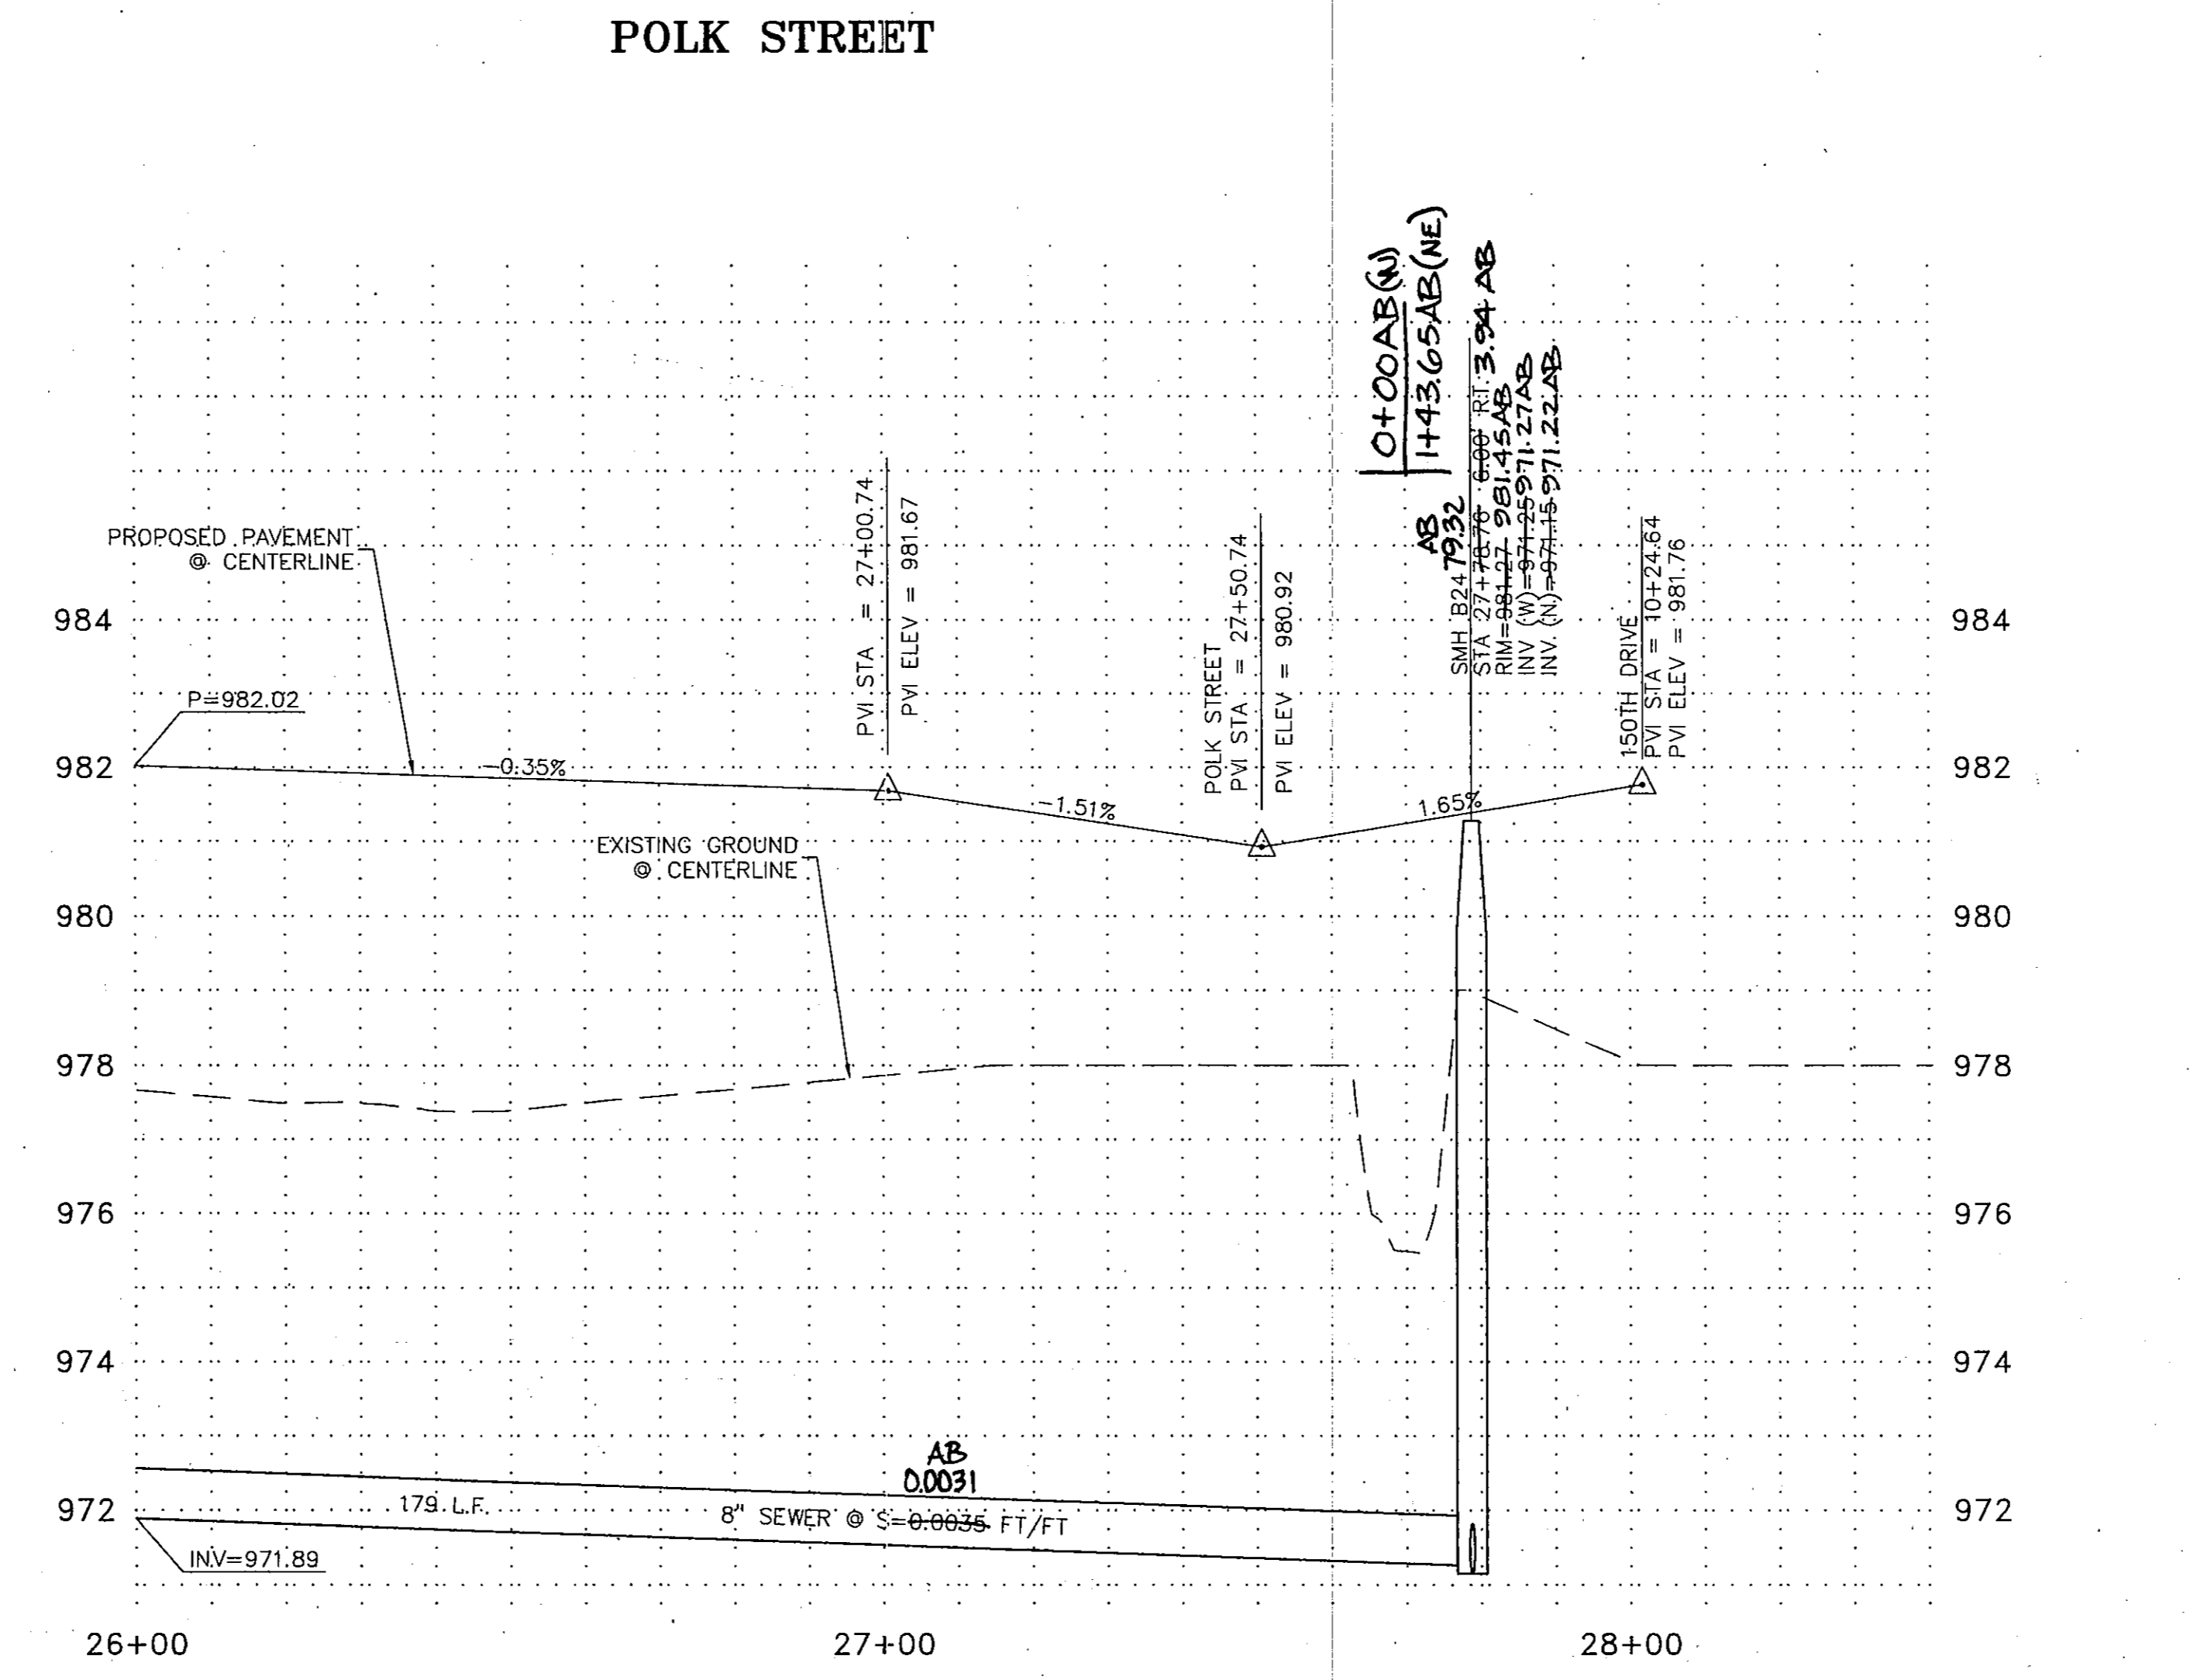 POLK STREET
0+00AB(W)
1+43.65AB(NE)
AB
79.32
SMH B24
STA 27+78.76 6.00' RT. 3.94 AB
RIM=981.27 981.45AB
INV (W)=971.25 971.27AB
INV. (N)=971.15 971.22AB
PVI STA = 27+00.74
PVI ELEV = 981.67
POLK STREET
PVI STA = 27+50.74
PVI ELEV = 980.92
150TH DRIVE
PVI STA = 10+24.64
PVI ELEV = 981.76
PROPOSED PAVEMENT
@ CENTERLINE
984
984
P=982.02
982
-0.35%
-1.51%
1.65%
982
EXISTING GROUND
@ CENTERLINE
980
980
978
978
976
976
974
974
AB
0.0031
972
179 L.F.
8" SEWER @ S=0.0035 FT/FT
972
INV=971.89
26+00
27+00
28+00